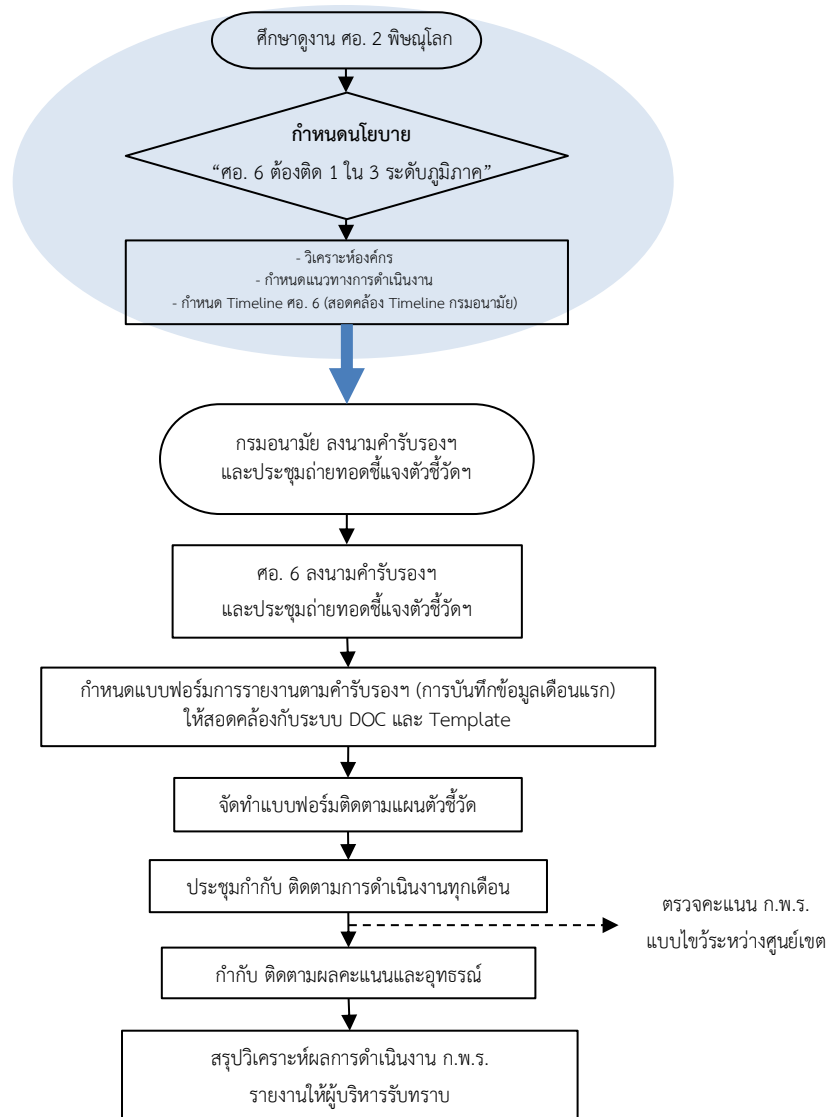 ศึกษาดูงาน ศอ. 2 พิษณุโลก
กำหนดนโยบาย
“ศอ. 6 ต้องติด 1 ใน 3 ระดับภูมิภาค”
- วิเคราะห์องค์กร
- กำหนดแนวทางการดำเนินงาน
- กำหนด Timeline ศอ. 6 (สอดคล้อง Timeline กรมอนามัย)
กรมอนามัย ลงนามคำรับรองฯ
และประชุมถ่ายทอดชี้แจงตัวชี้วัดฯ
ศอ. 6 ลงนามคำรับรองฯ
และประชุมถ่ายทอดชี้แจงตัวชี้วัดฯ
กำหนดแบบฟอร์มการรายงานตามคำรับรองฯ (การบันทึกข้อมูลเดือนแรก)
ให้สอดคล้องกับระบบ DOC และ Template
จัดทำแบบฟอร์มติดตามแผนตัวชี้วัด
ประชุมกำกับ ติดตามการดำเนินงานทุกเดือน
ตรวจคะแนน ก.พ.ร.
แบบไขว้ระหว่างศูนย์เขต
กำกับ ติดตามผลคะแนนและอุทธรณ์
สรุปวิเคราะห์ผลการดำเนินงาน ก.พ.ร.
รายงานให้ผู้บริหารรับทราบ